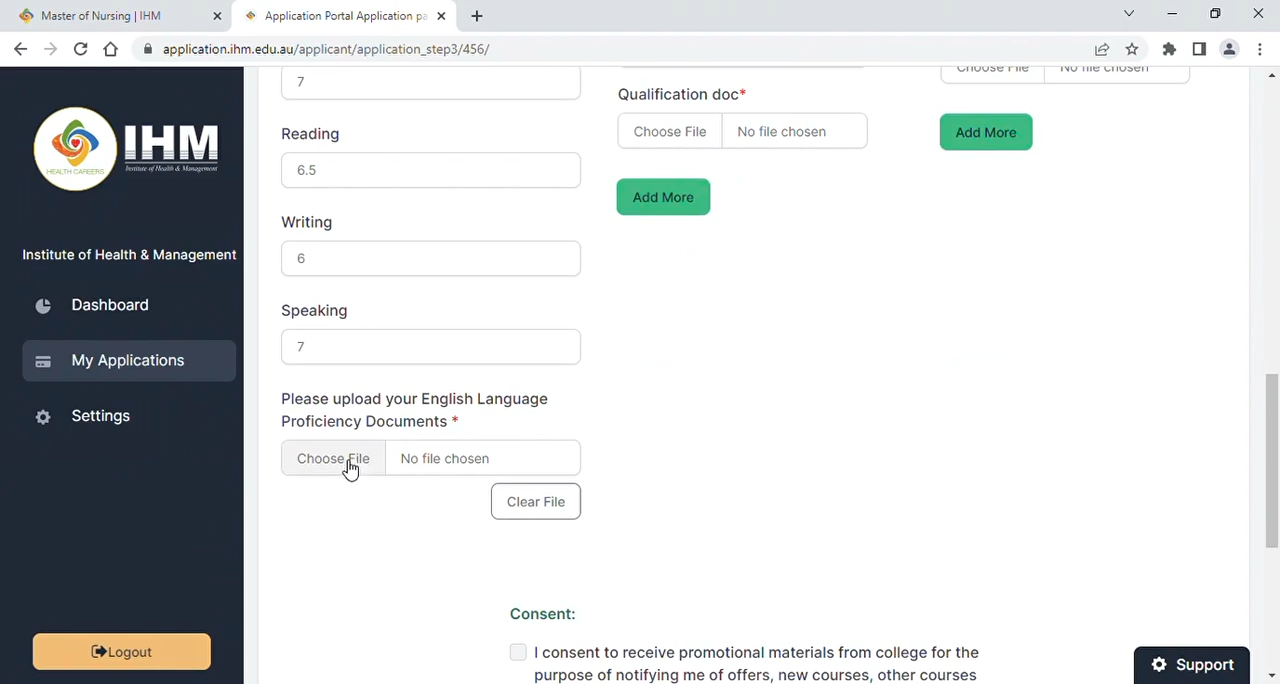 Master of Nursing | IHM
Application Portal Application pa
application.ihm.edu.au/applicant/application_step3/456/
HEALTH CAREERS
IHM
Institute of Health & Management
Institute of Health & Management
Dashboard
My Applications
Settings
Logout
7
Reading
6.5
Writing
6
Speaking
7
Please upload your English Language
Proficiency Documents *
Choose File No file chosen
Clear File
Qualification doc*
Choose File No file chosen
Add More
Choose File No file chosen
Add More
Consent:
I consent to receive promotional materials from college for the
purpose of notifying me of offers, new courses, other courses
Support